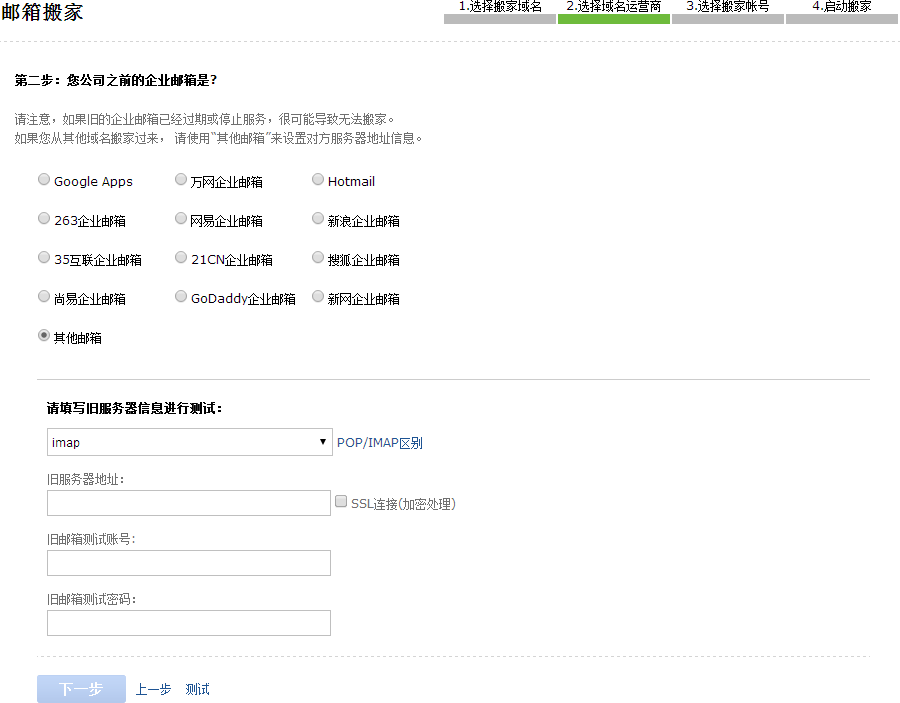 邮箱搬家
1.选择搬家域名 2.选择域名运营商 3.选择搬家帐号 4.启动搬家
第二步：您公司之前的企业邮箱是？
请注意，如果旧的企业邮箱已经过期或停止服务，很可能导致无法搬家。
如果您从其他域名搬家过来， 请使用“其他邮箱”来设置对方服务器地址信息。
Google Apps 万网企业邮箱 Hotmail
263企业邮箱 网易企业邮箱 新浪企业邮箱
35互联企业邮箱 21CN企业邮箱 搜狐企业邮箱
尚易企业邮箱 GoDaddy企业邮箱 新网企业邮箱
其他邮箱
请填写旧服务器信息进行测试：
imap POP/IMAP区别
旧服务器地址：
SSL连接(加密处理)
旧邮箱测试账号：
旧邮箱测试密码：
下一步 上一步 测试